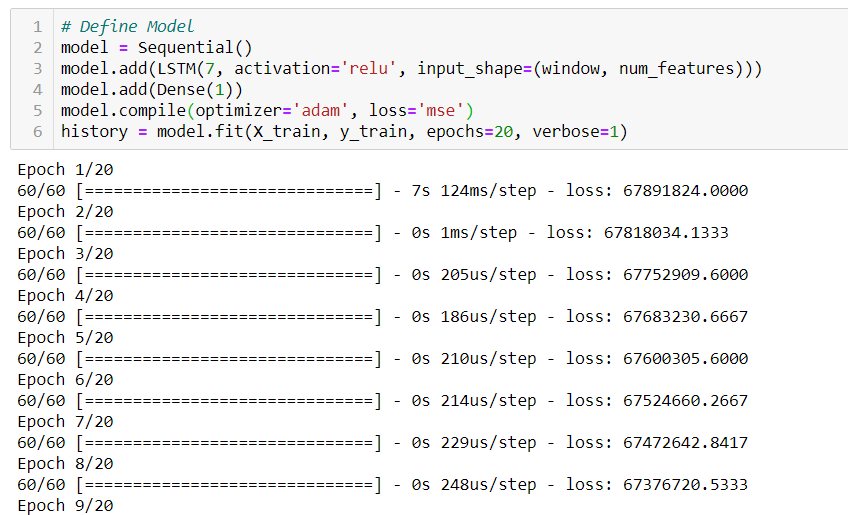 1 # Define Model
2 model = Sequential()
3 model.add(LSTM(7, activation='relu', input_shape=(window, num_features)))
4 model.add(Dense(1))
5 model.compile(optimizer='adam', loss='mse')
6 history = model.fit(X_train, y_train, epochs=20, verbose=1)
Epoch 1/20
60/60 [==============================] - 7s 124ms/step - loss: 67891824.0000
Epoch 2/20
60/60 [==============================] - 0s 1ms/step - loss: 67818034.1333
Epoch 3/20
60/60 [==============================] - 0s 205us/step - loss: 67752909.6000
Epoch 4/20
60/60 [==============================] - 0s 186us/step - loss: 67683230.6667
Epoch 5/20
60/60 [==============================] - 0s 210us/step - loss: 67600305.6000
Epoch 6/20
60/60 [==============================] - 0s 214us/step - loss: 67524660.2667
Epoch 7/20
60/60 [==============================] - 0s 229us/step - loss: 67472642.8417
Epoch 8/20
60/60 [==============================] - 0s 248us/step - loss: 67376720.5333
Epoch 9/20